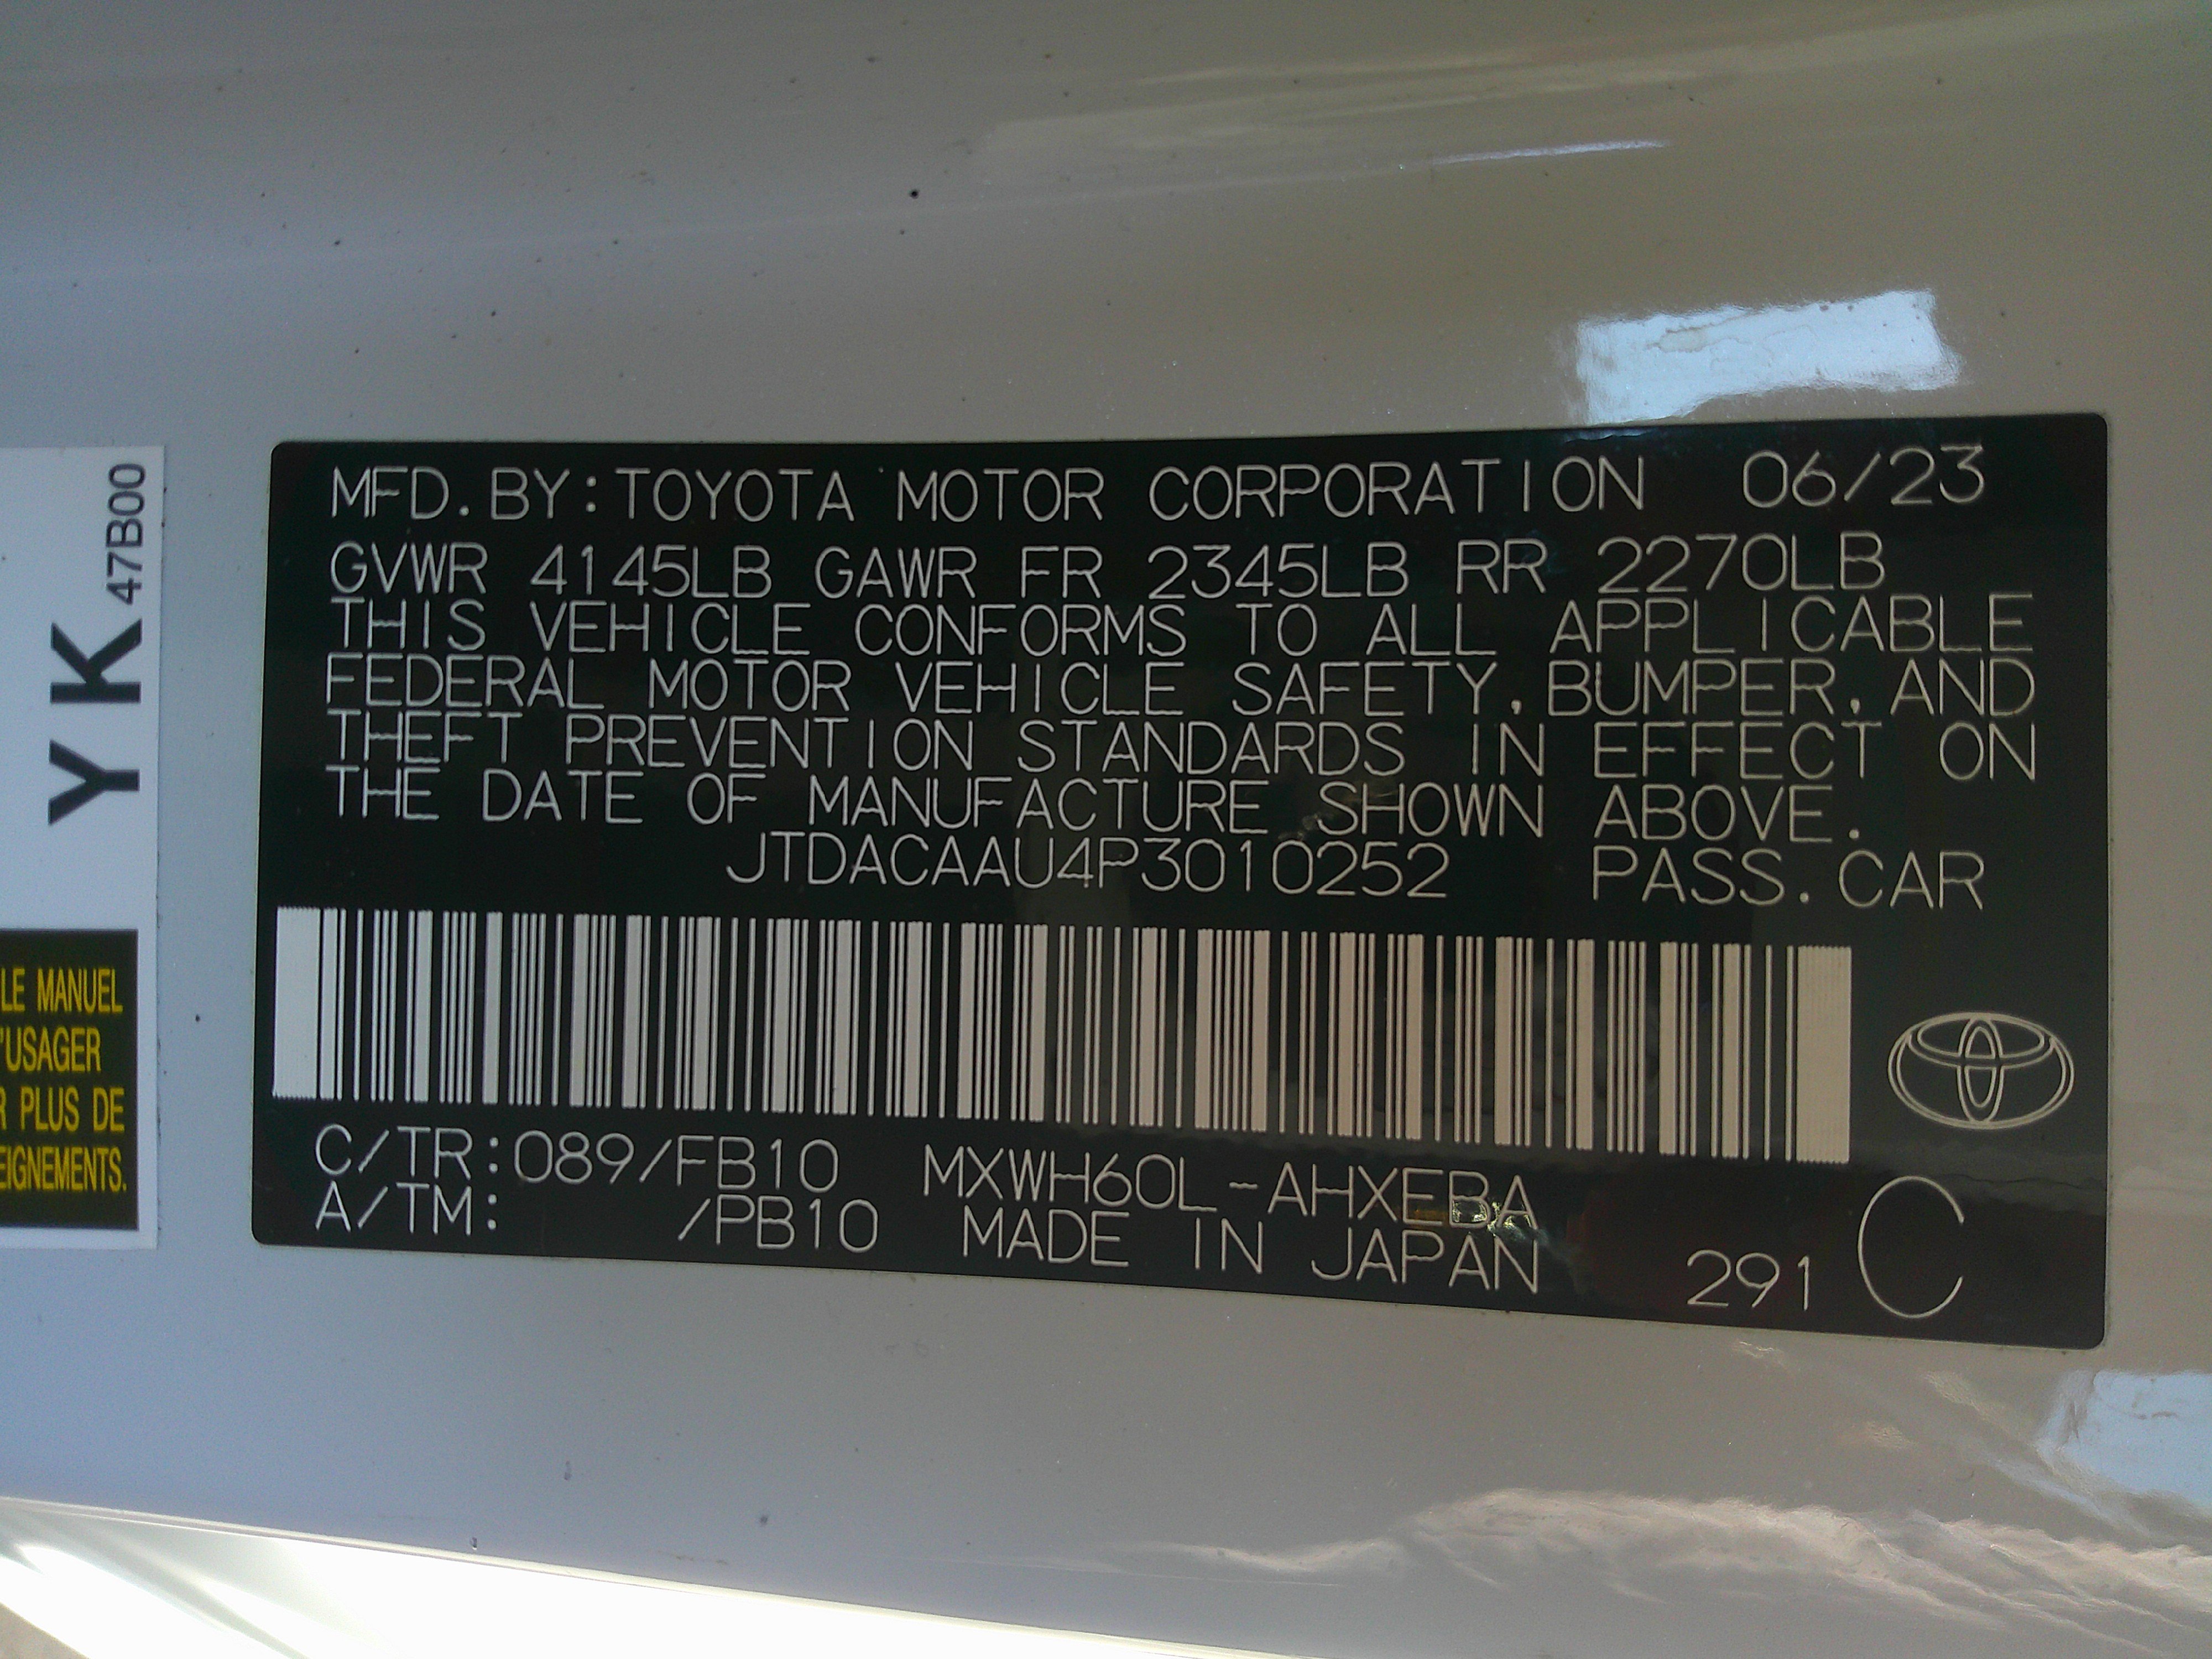 MFD.BY:TOYOTA MOTOR CORPORATION 06/23
GVWR 4145LB GAWR FR 2345LB RR 2270LB
THIS VEHICLE CONFORMS TO ALL APPLICABLE
FEDERAL MOTOR VEHICLE SAFETY,BUMPER,AND
THEFT PREVENTION STANDARDS IN EFFECT ON
THE DATE OF MANUFACTURE SHOWN ABOVE.
JTDACAAU4P3010252 PASS.CAR
C/TR:089/FB10 MXWH60L-AHXEBA
A/TM: /PB10 MADE IN JAPAN 291 C
YK 47B00
LE MANUEL
'USAGER
R PLUS DE
EIGNEMENTS.